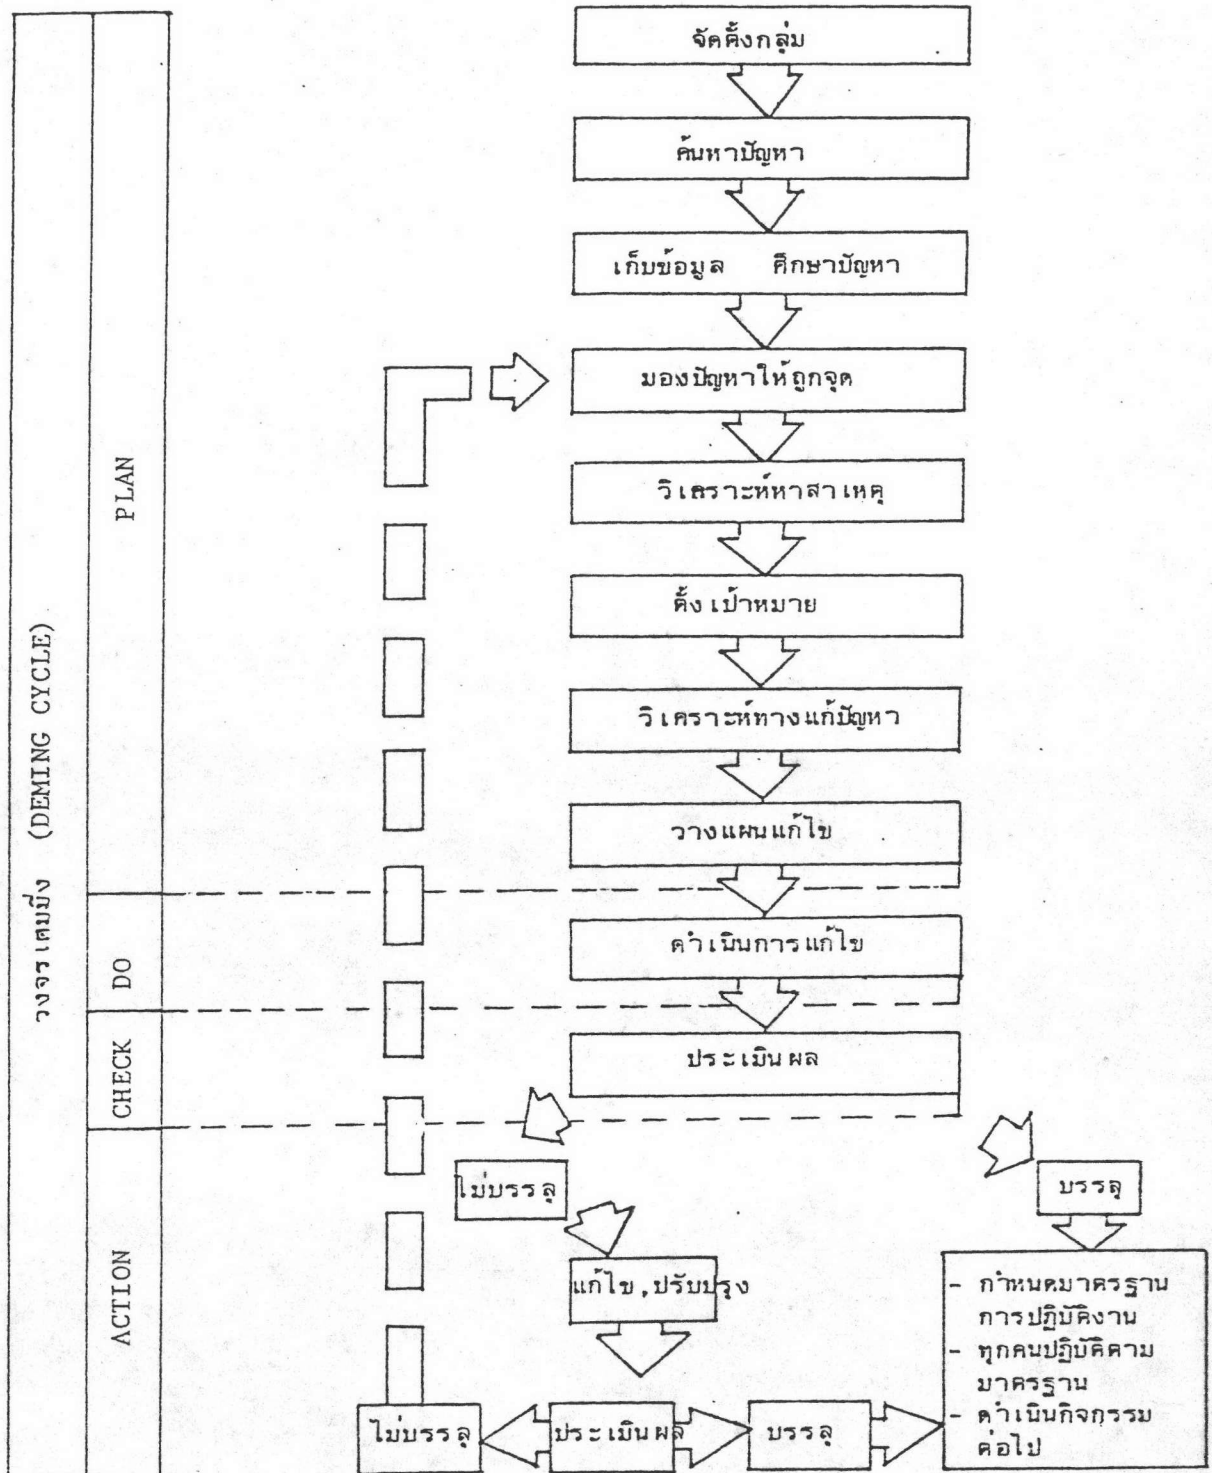 วงจรเดมมิ่ง (DEMING CYCLE)
PLAN
DO
CHECK
ACTION
จัดตั้งกลุ่ม
ค้นหาปัญหา
เก็บข้อมูล ศึกษาปัญหา
มองปัญหาให้ถูกจุด
วิเคราะห์หาสาเหตุ
ตั้งเป้าหมาย
วิเคราะห์ทางแก้ปัญหา
วางแผนแก้ไข
ดำเนินการแก้ไข
ประเมินผล
ไม่บรรลุ
บรรลุ
แก้ไข,ปรับปรุง
- กำหนดมาตรฐาน
การปฏิบัติงาน
- ทุกคนปฏิบัติตาม
มาตรฐาน
- ดำเนินกิจกรรม
ต่อไป
ไม่บรรลุ
ประเมินผล
บรรลุ